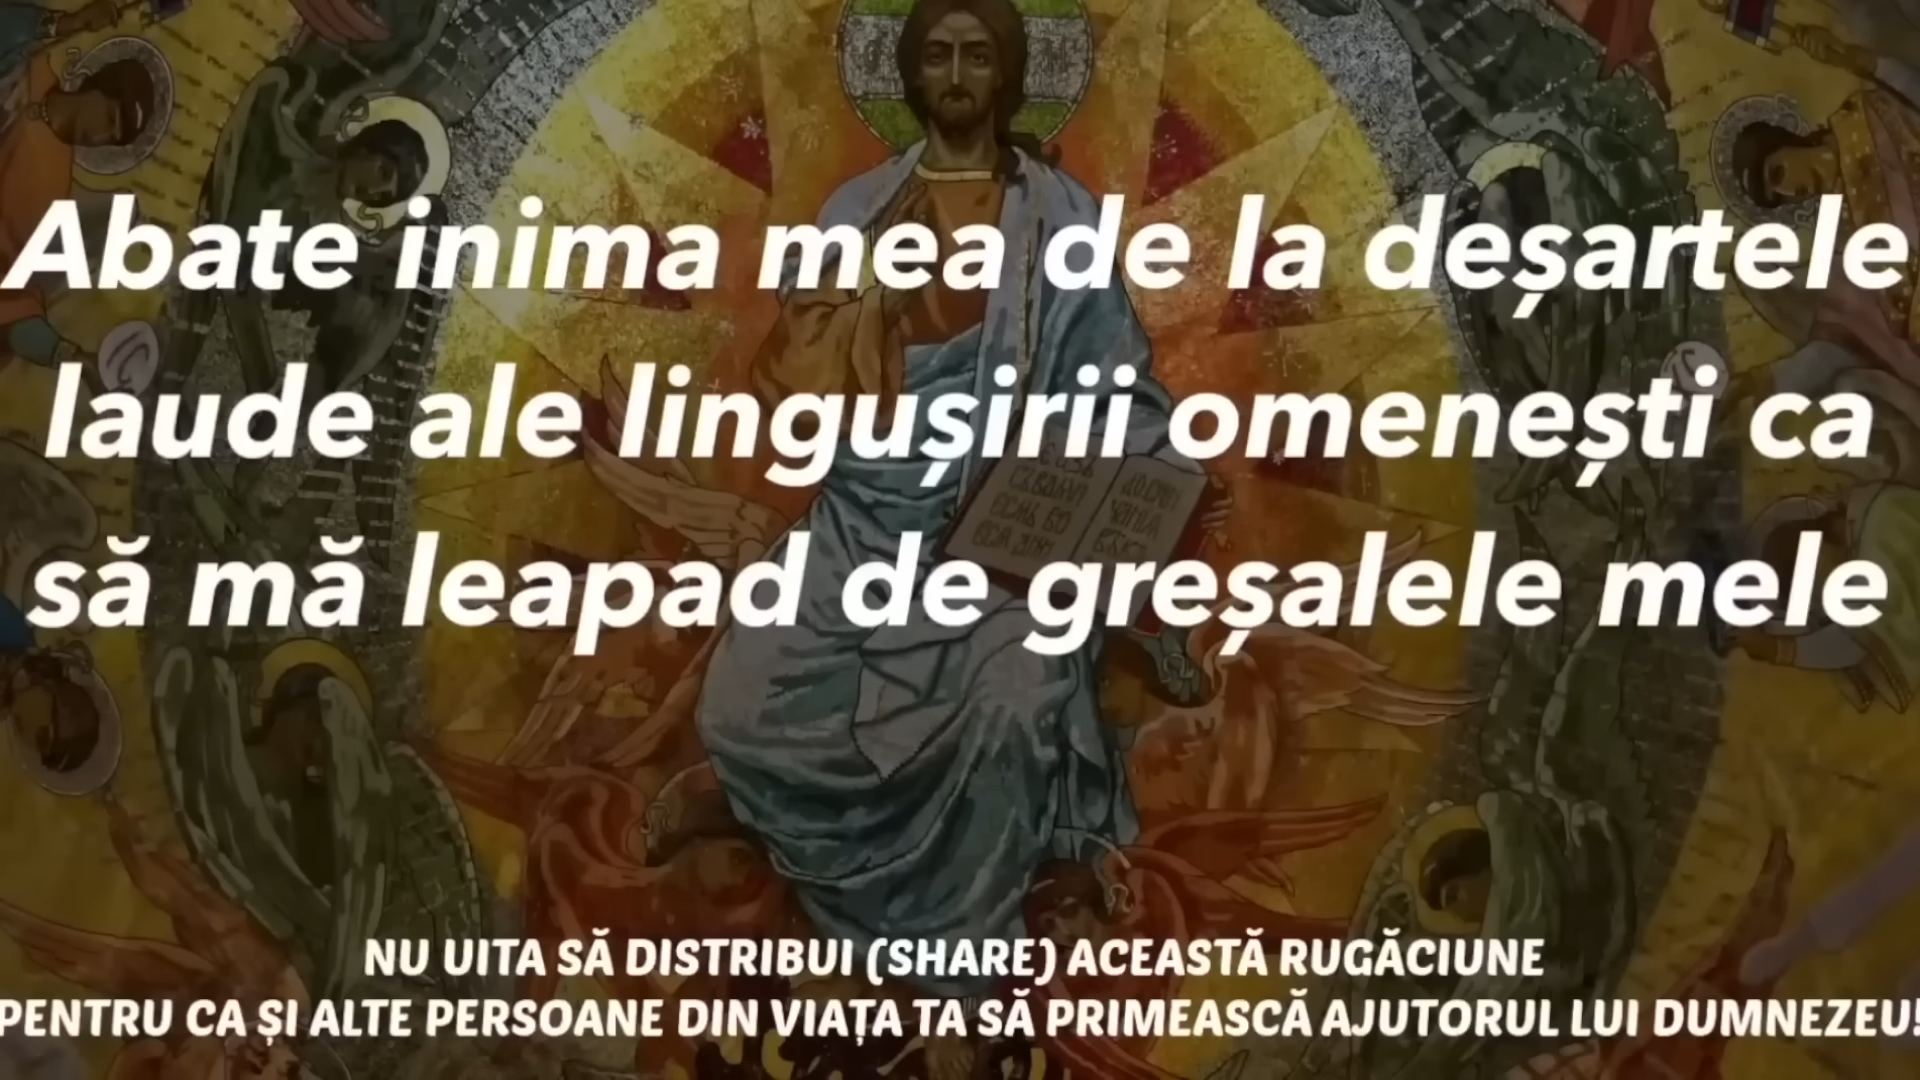 Abate inima mea de la deșartele
laude ale lingușirii omenești ca
să mă leapad de greșalele mele
NU UITA SĂ DISTRIBUI (SHARE) ACEASTĂ RUGĂCIUNE
PENTRU CA ȘI ALTE PERSOANE DIN VIAȚA TA SĂ PRIMEASCĂ AJUTORUL LUI DUMNEZEU!